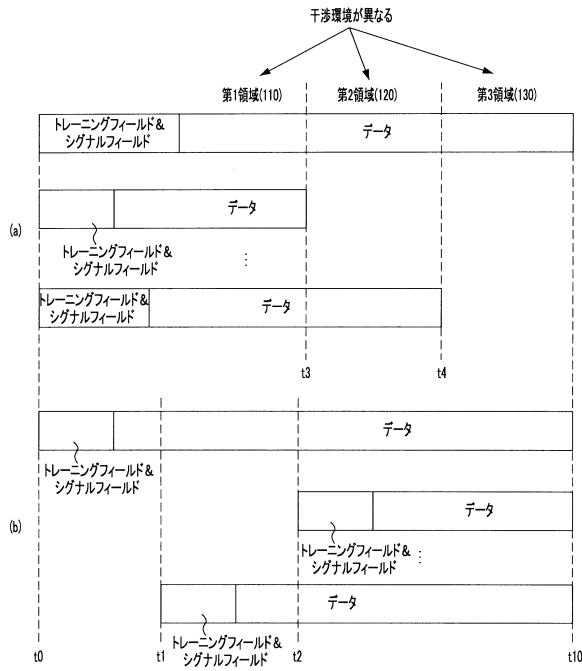 干渉環境が異なる
第1領域(110)
第2領域(120)
第3領域(130)
トレーニングフィールド&
シグナルフィールド
データ
(a)
データ
トレーニングフィールド&
シグナルフィールド
トレーニングフィールド&
シグナルフィールド
データ
t3
t4
データ
トレーニングフィールド&
シグナルフィールド
(b)
データ
トレーニングフィールド&
シグナルフィールド
データ
トレーニングフィールド&
シグナルフィールド
t0
t1
t2
t10